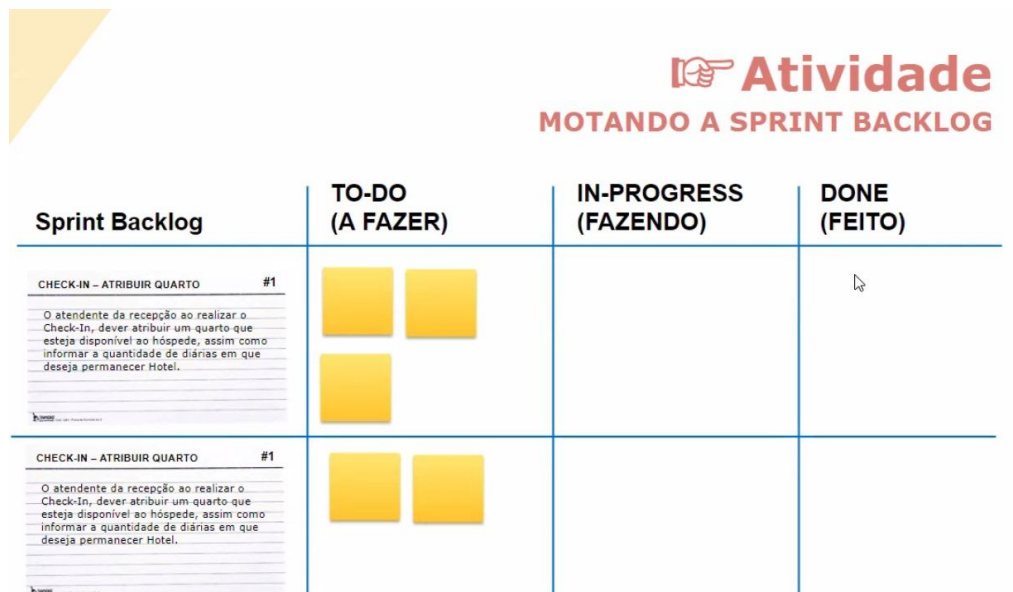 Atividade
MOTANDO A SPRINT BACKLOG
Sprint Backlog
TO-DO
(A FAZER)
IN-PROGRESS
(FAZENDO)
DONE
(FEITO)
CHECK-IN – ATRIBUIR QUARTO #1
O atendente da recepção ao realizar o
Check-In, dever atribuir um quarto que
esteja disponível ao hóspede, assim como
informar a quantidade de diárias em que
deseja permanecer Hotel.
CHECK-IN – ATRIBUIR QUARTO #1
O atendente da recepção ao realizar o
Check-In, dever atribuir um quarto que
esteja disponível ao hóspede, assim como
informar a quantidade de diárias em que
deseja permanecer Hotel.